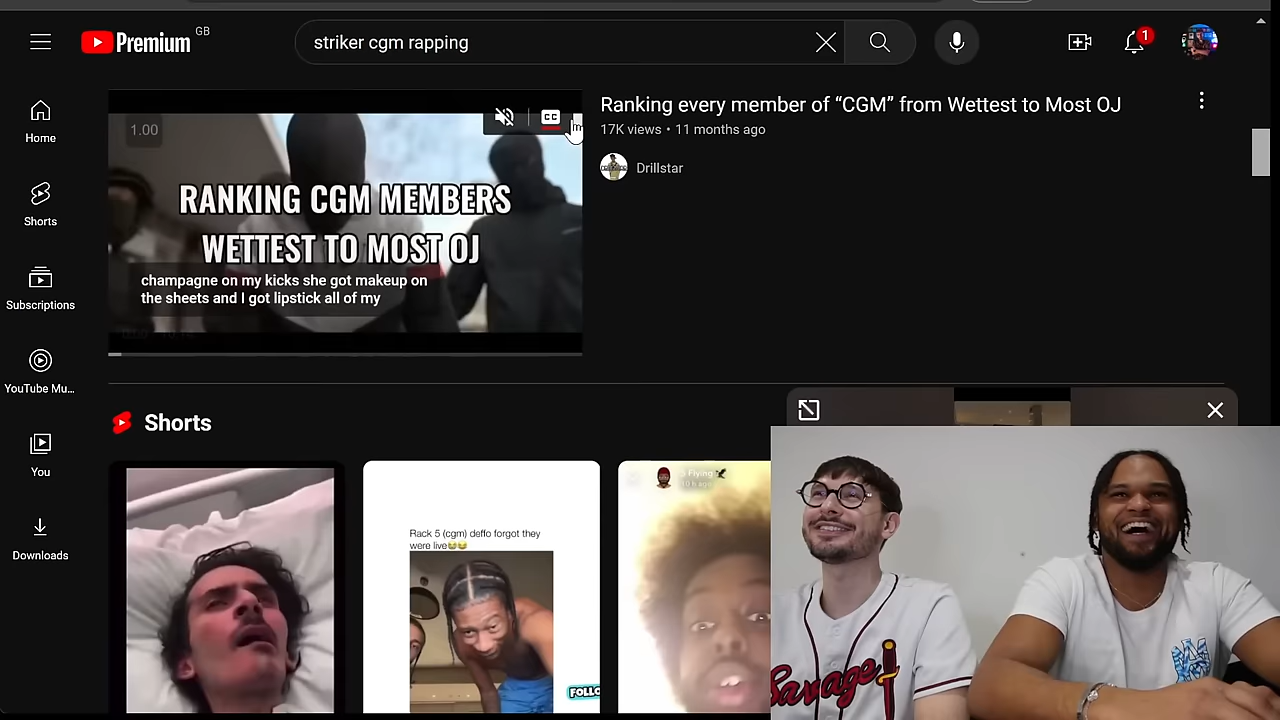 Premium GB
striker cgm rapping
1
Home
Shorts
Subscriptions
YouTube Mu...
You
Downloads
1.00
CC
RANKING CGM MEMBERS
WETTEST TO MOST OJ
champagne on my kicks she got makeup on
the sheets and I got lipstick all of my
Ranking every member of “CGM” from Wettest to Most OJ
17K views • 11 months ago
Drillstar
Shorts
Rack 5 (cgm) deffo forgot they
were live😂😂
FOLLO
Flying
Savage